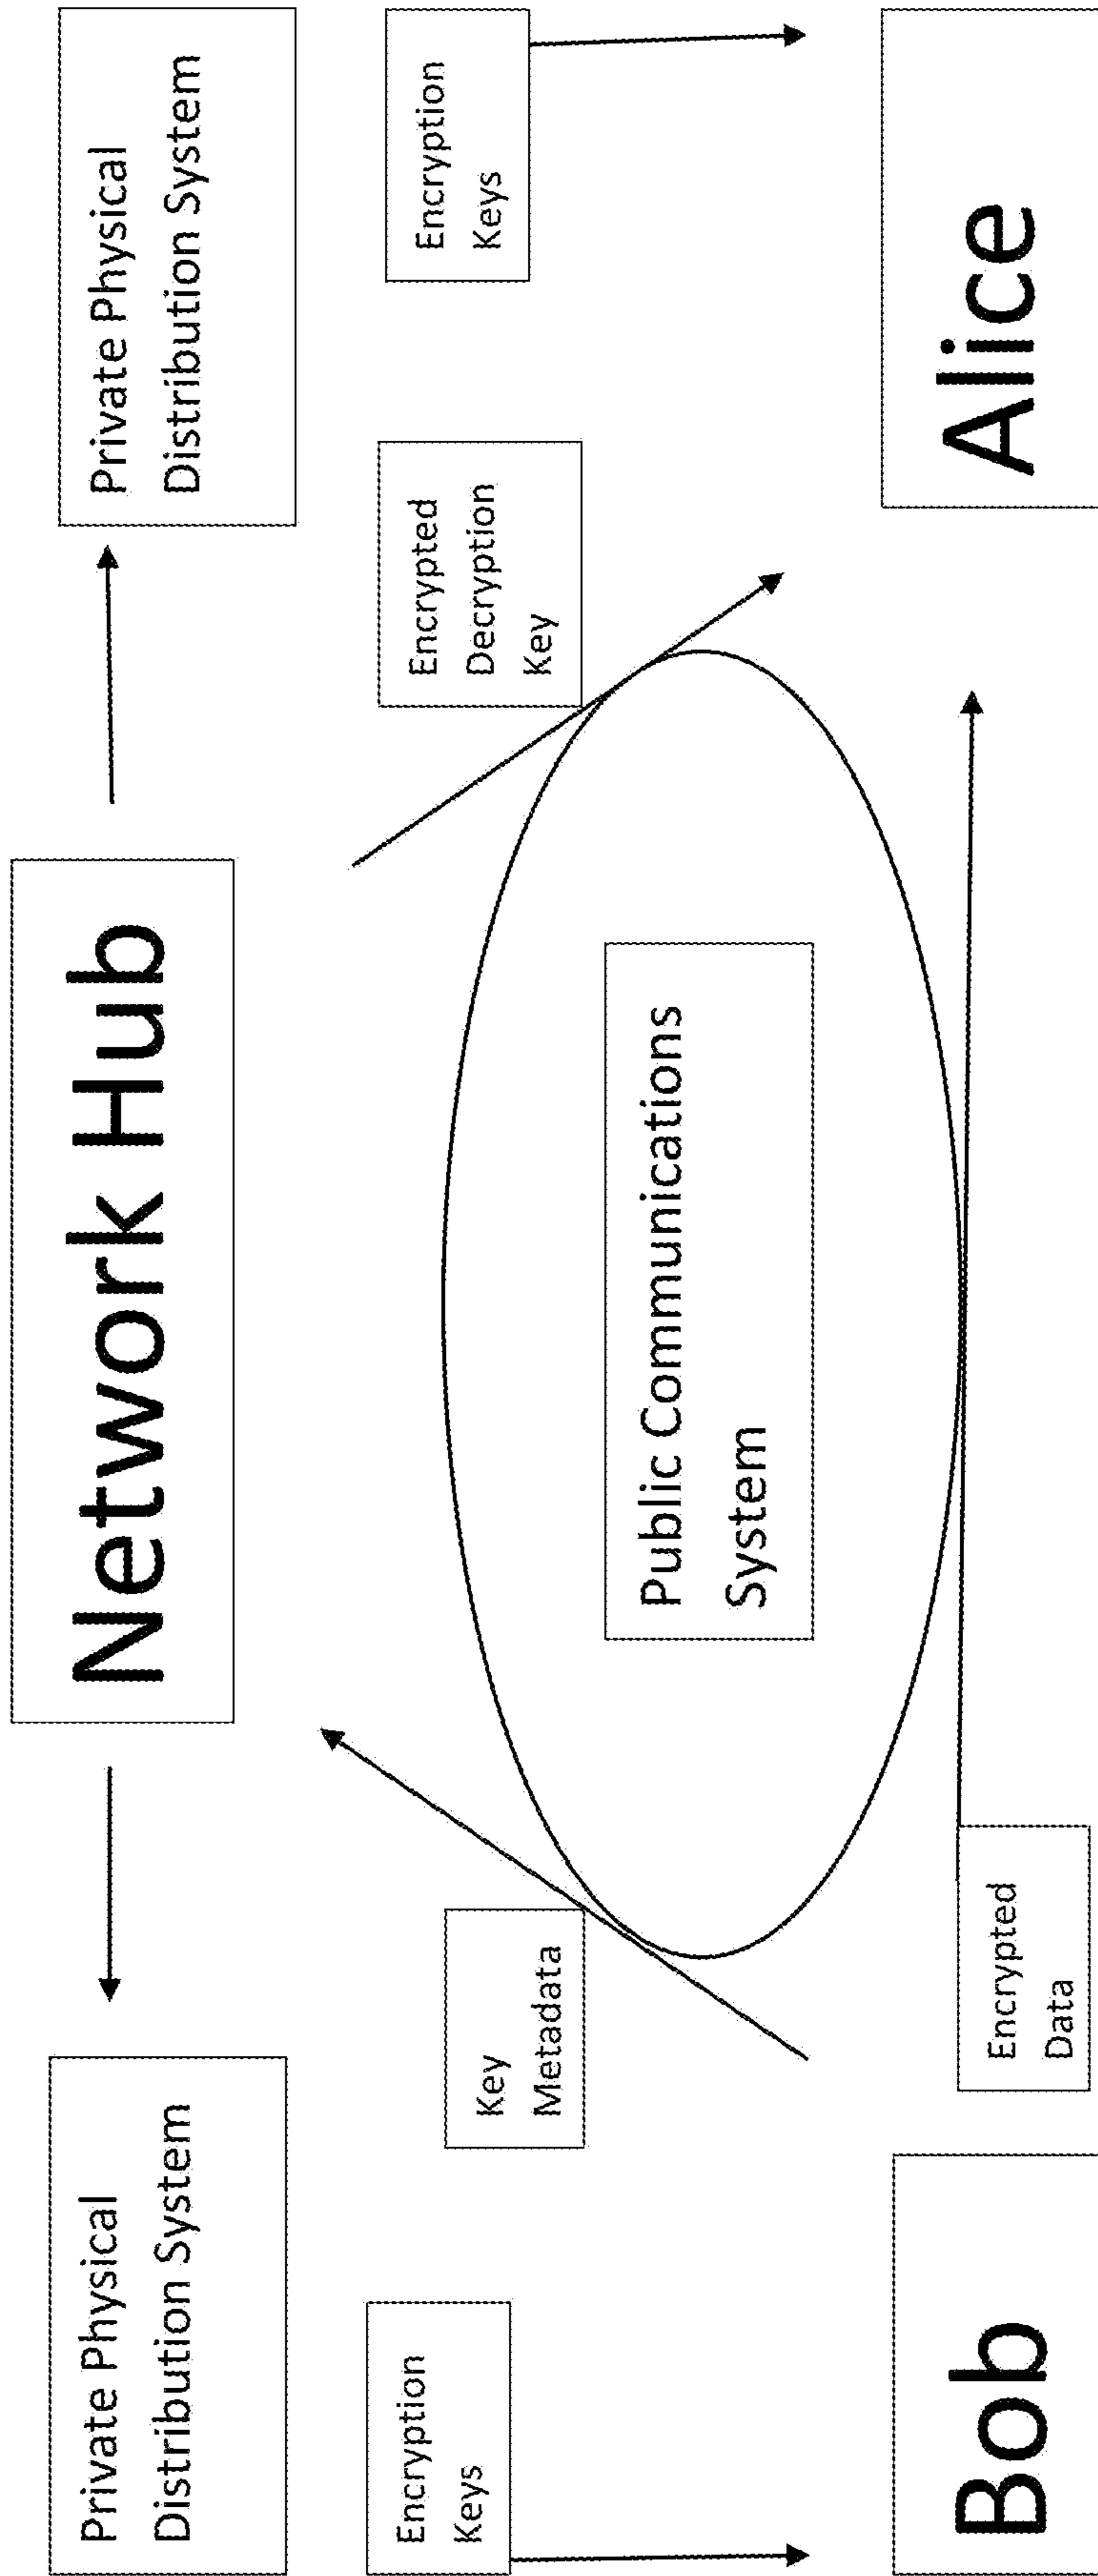 Private Physical
Distribution System
Network Hub
Private Physical
Distribution System
Encryption
Keys
Key
Metadata
Encrypted
Decryption
Key
Encryption
Keys
Public Communications
System
Bob
Encrypted
Data
Alice